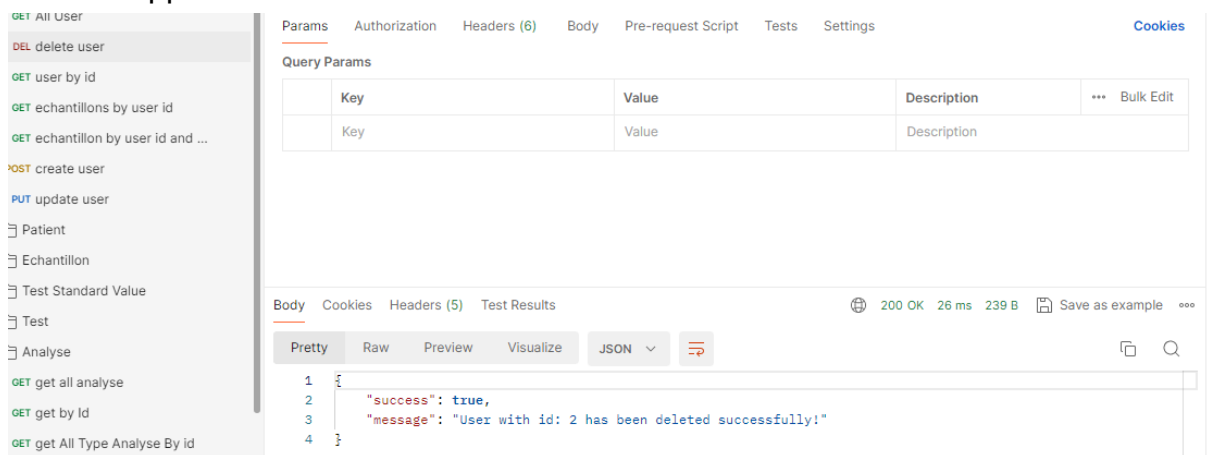 GET All User
DEL delete user
GET user by id
GET echantillons by user id
GET echantillon by user id and ...
POST create user
PUT update user
Patient
Echantillon
Test Standard Value
Test
Analyse
GET get all analyse
GET get by Id
GET get All Type Analyse By id
Params Authorization Headers (6) Body Pre-request Script Tests Settings Cookies
Query Params
Key Value Description ••• Bulk Edit
Key Value Description
Body Cookies Headers (5) Test Results 200 OK 26 ms 239 B Save as example
Pretty Raw Preview Visualize JSON
1 {
2 "success": true,
3 "message": "User with id: 2 has been deleted successfully!"
4 }